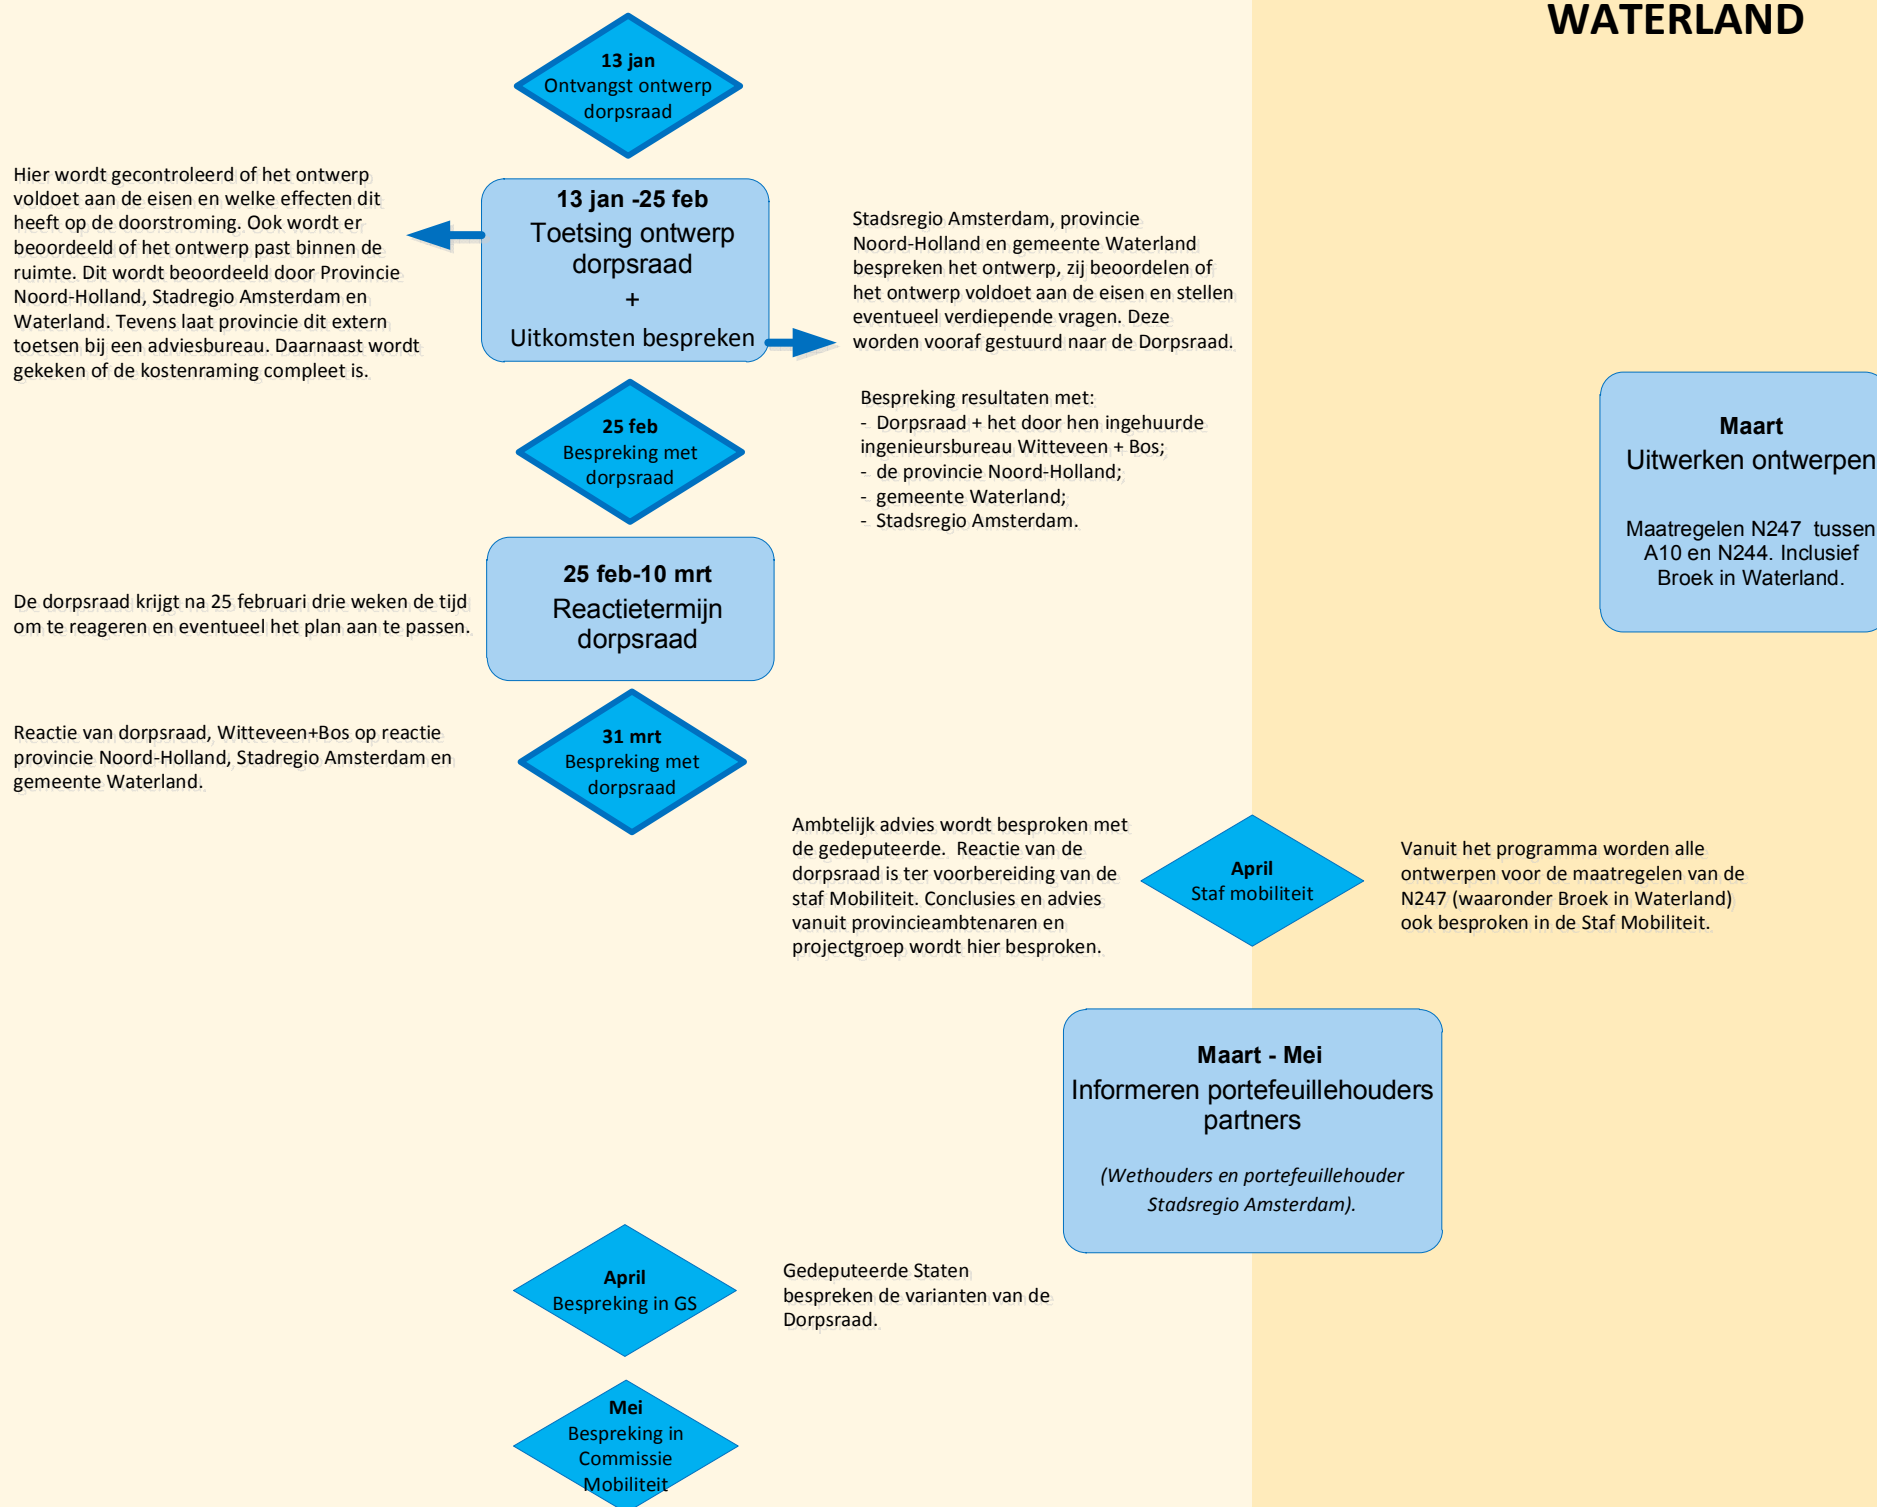 WATERLAND
13 jan
Ontvangst ontwerp
dorpsraad
Hier wordt gecontroleerd of het ontwerp
voldoet aan de eisen en welke effecten dit
heeft op de doorstroming. Ook wordt er
beoordeeld of het ontwerp past binnen de
ruimte. Dit wordt beoordeeld door Provincie
Noord-Holland, Stadregio Amsterdam en
Waterland. Tevens laat provincie dit extern
toetsen bij een adviesbureau. Daarnaast wordt
gekeken of de kostenraming compleet is.
13 jan -25 feb
Toetsing ontwerp
dorpsraad
+
Uitkomsten bespreken
Stadsregio Amsterdam, provincie
Noord-Holland en gemeente Waterland
bespreken het ontwerp, zij beoordelen of
het ontwerp voldoet aan de eisen en stellen
eventueel verdiepende vragen. Deze
worden vooraf gestuurd naar de Dorpsraad.
25 feb
Bespreking met
dorpsraad
Bespreking resultaten met:
- Dorpsraad + het door hen ingehuurde
ingenieursbureau Witteveen + Bos;
- de provincie Noord-Holland;
- gemeente Waterland;
- Stadsregio Amsterdam.
Maart
Uitwerken ontwerpen
Maatregelen N247 tussen
A10 en N244. Inclusief
Broek in Waterland.
De dorpsraad krijgt na 25 februari drie weken de tijd
om te reageren en eventueel het plan aan te passen.
25 feb-10 mrt
Reactietermijn
dorpsraad
Reactie van dorpsraad, Witteveen+Bos op reactie
provincie Noord-Holland, Stadregio Amsterdam en
gemeente Waterland.
31 mrt
Bespreking met
dorpsraad
Ambtelijk advies wordt besproken met
de gedeputeerde. Reactie van de
dorpsraad is ter voorbereiding van de
staf Mobiliteit. Conclusies en advies
vanuit provincieambtenaren en
projectgroep wordt hier besproken.
April
Staf mobiliteit
Vanuit het programma worden alle
ontwerpen voor de maatregelen van de
N247 (waaronder Broek in Waterland)
ook besproken in de Staf Mobiliteit.
Maart - Mei
Informeren portefeuillehouders
partners
(Wethouders en portefeuillehouder
Stadsregio Amsterdam).
April
Bespreking in GS
Gedeputeerde Staten
bespreken de varianten van de
Dorpsraad.
Mei
Bespreking in
Commissie
Mobiliteit